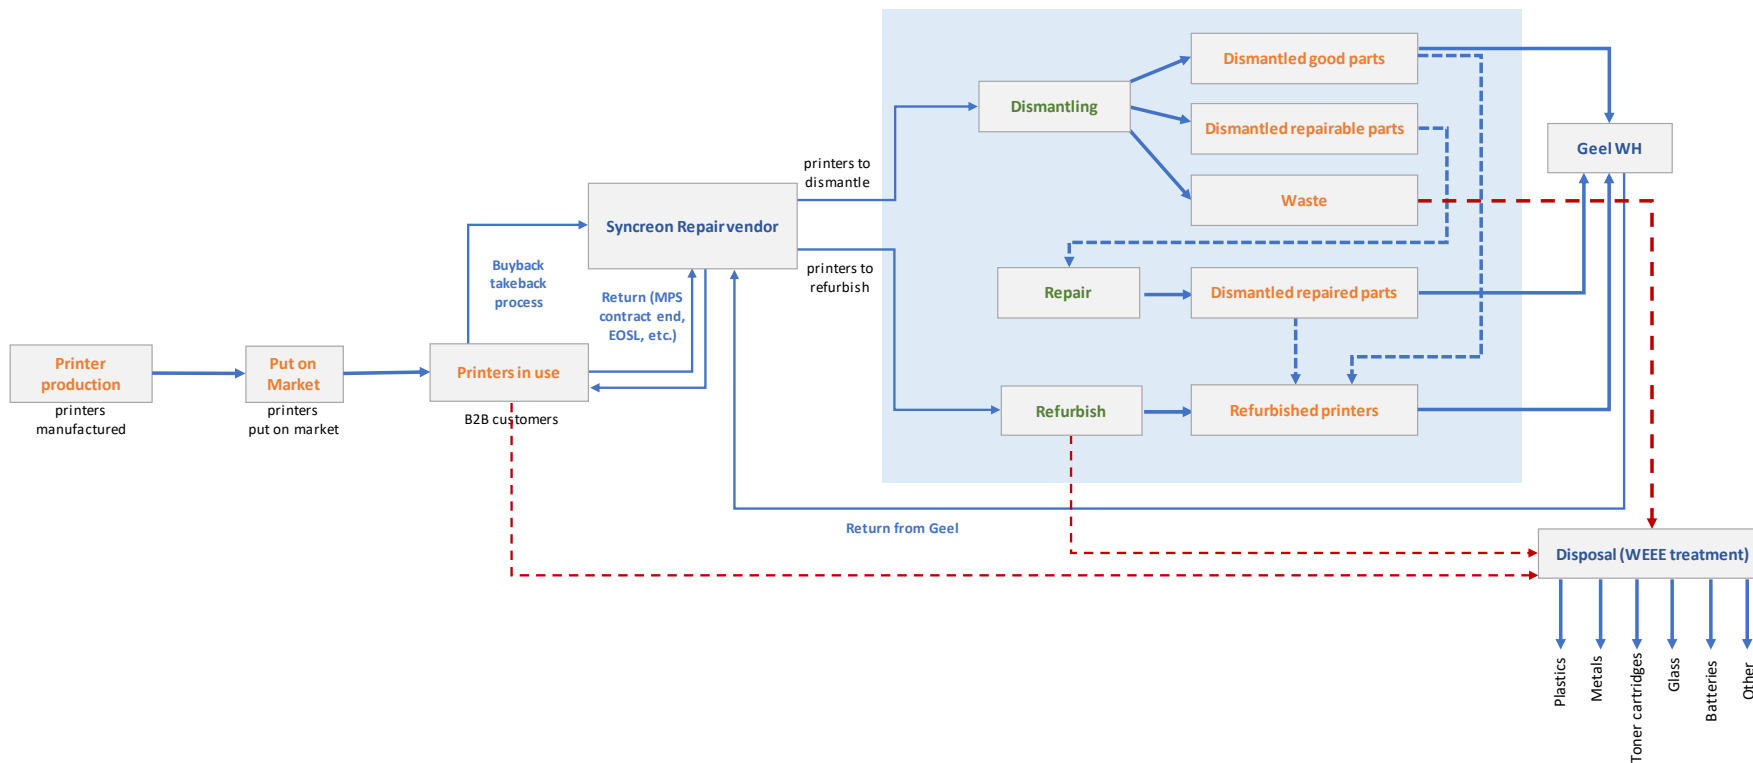 Dismantled good parts
Dismantling
Dismantled repairable parts
Geel WH
printers to
dismantle
Waste
Syncreon Repair vendor
Buyback
takeback
process
printers to
refurbish
Return (MPS
contract end,
EOSL, etc.)
Repair
Dismantled repaired parts
Printer
production
Put on
Market
Printers in use
printers
manufactured
printers
put on market
B2B customers
Refurbish
Refurbished printers
Return from Geel
Disposal (WEEE treatment)
Plastics
Metals
Toner cartridges
Glass
Batteries
Other